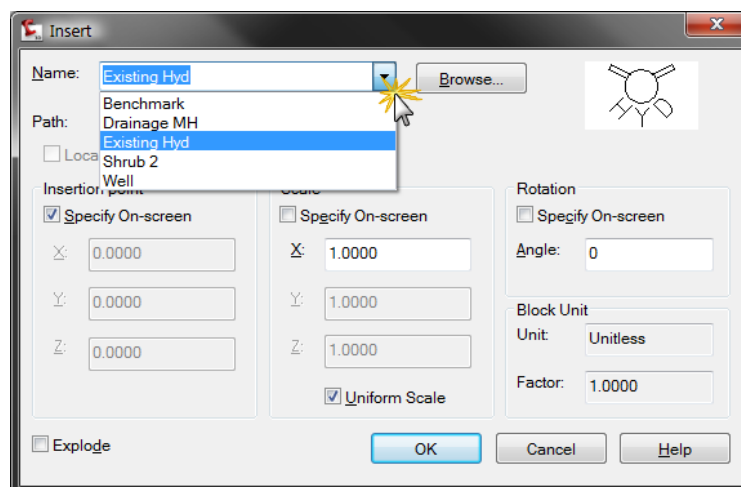 Insert
Name:
Existing Hyd
Browse...
Benchmark
Drainage MH
Existing Hyd
Shrub 2
Well
Path:
Insertion point
Specify On-screen
X: 0.0000
Y: 0.0000
Z: 0.0000
Scale
Specify On-screen
X: 1.0000
Y: 1.0000
Z: 1.0000
Uniform Scale
HYD
Rotation
Specify On-screen
Angle: 0
Block Unit
Unit: Unitless
Factor: 1.0000
Explode
OK
Cancel
Help